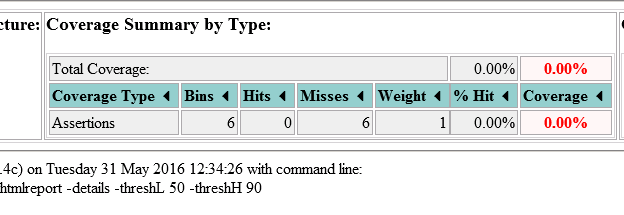 cture: Coverage Summary by Type:
Total Coverage: 0.00% 0.00%
Coverage Type ◄ Bins ◄ Hits ◄ Misses ◄ Weight ◄ % Hit ◄ Coverage ◄
Assertions 6 0 6 1 0.00% 0.00%
.4c) on Tuesday 31 May 2016 12:34:26 with command line:
htmlreport -details -threshL 50 -threshH 90